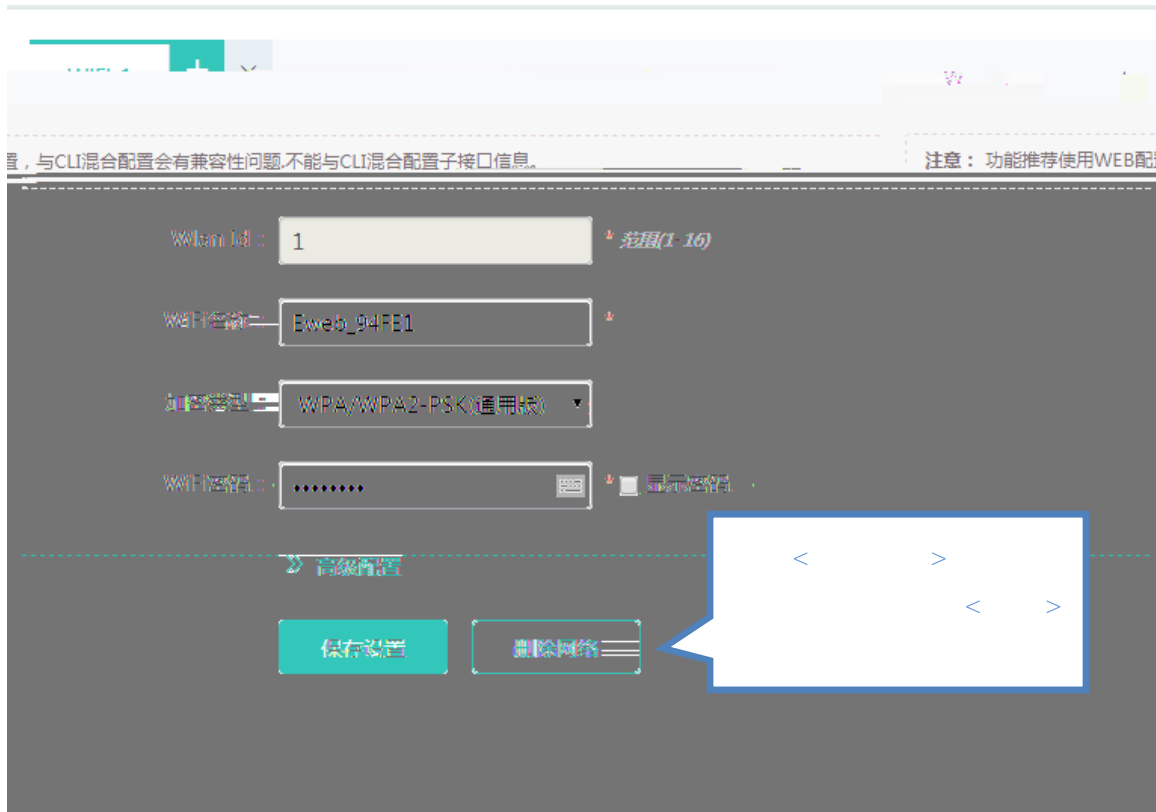 置，与CLI混合配置会有兼容性问题.不能与CLI混合配置子接口信息。
注意： 功能推荐使用WEB配
Wlan Id： 1 * 范围(1-16)
WiFi名称： Eweb_94FE1 *
加密类型： WPA/WPA2-PSK(通用版)
WiFi密码： •••••••• * 显示密码
» 高级配置
保存设置 删除网络
< >
< >